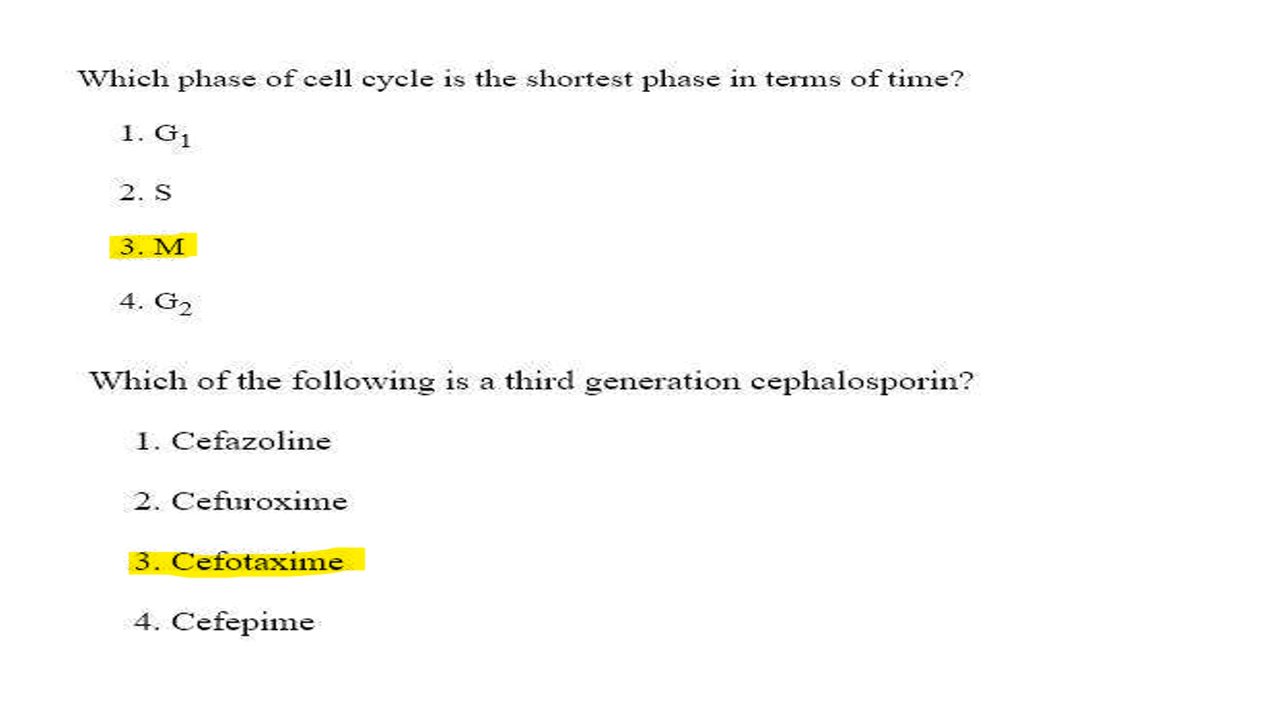 Which phase of cell cycle is the shortest phase in terms of time?
1. G₁
2. S
3. M
4. G₂
Which of the following is a third generation cephalosporin?
1. Cefazoline
2. Cefuroxime
3. Cefotaxime
4. Cefepime